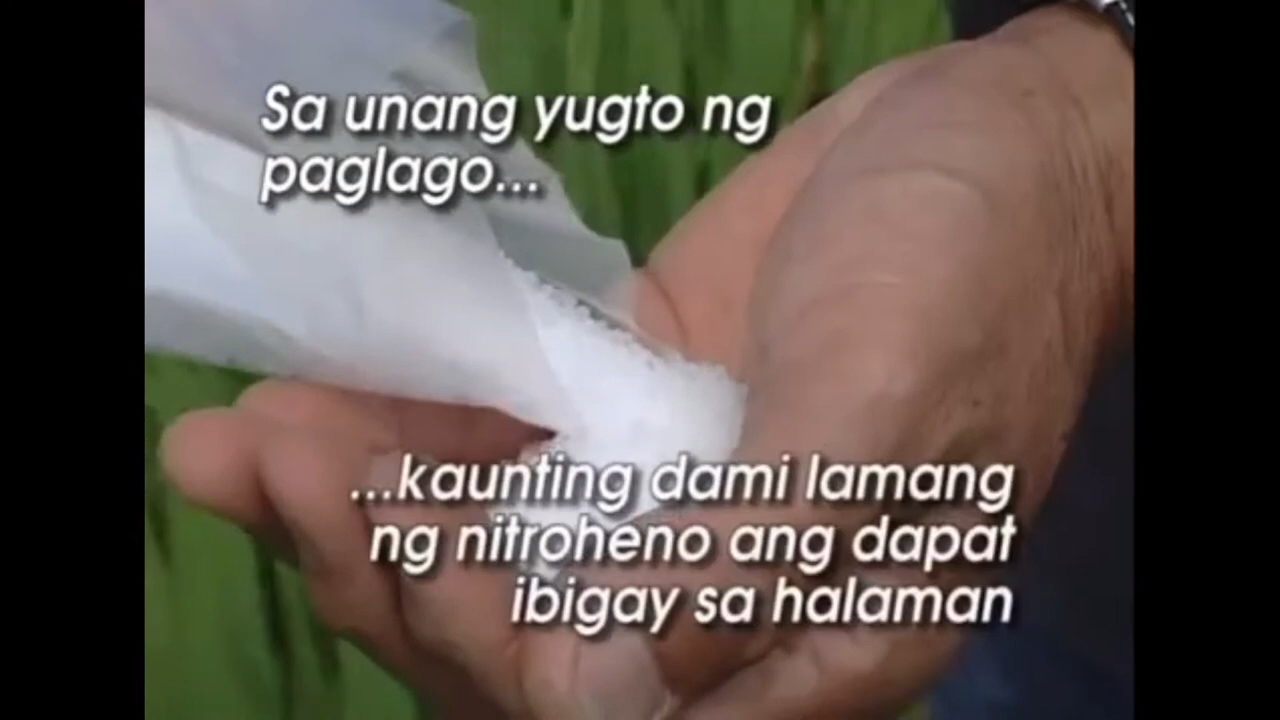 Sa unang yugto ng
paglago...
...kaunting dami lamang
ng nitroheno ang dapat
ibigay sa halaman